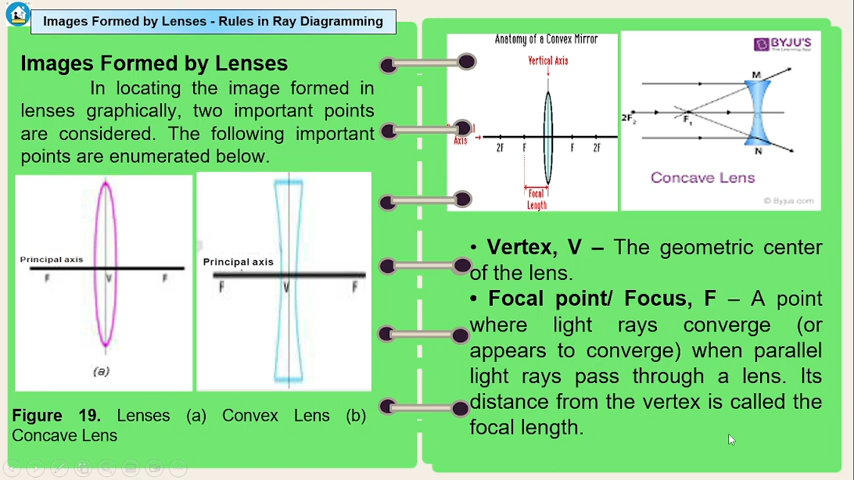 Images Formed by Lenses - Rules in Ray Diagramming
Images Formed by Lenses
In locating the image formed in
lenses graphically, two important points
are considered. The following important
points are enumerated below.
Principal axis
F
V
F
(a)
Principal axis
F
V
F
Figure 19. Lenses (a) Convex Lens (b)
Concave Lens
Anatomy of a Convex Mirror
Vertical Axis
Axis
2F
F
F
2F
Focal
Length
BYJU'S
M
2F₂
F₁
N
Concave Lens
© Byjus.com
• Vertex, V – The geometric center
of the lens.
• Focal point/ Focus, F – A point
where light rays converge (or
appears to converge) when parallel
light rays pass through a lens. Its
distance from the vertex is called the
focal length.